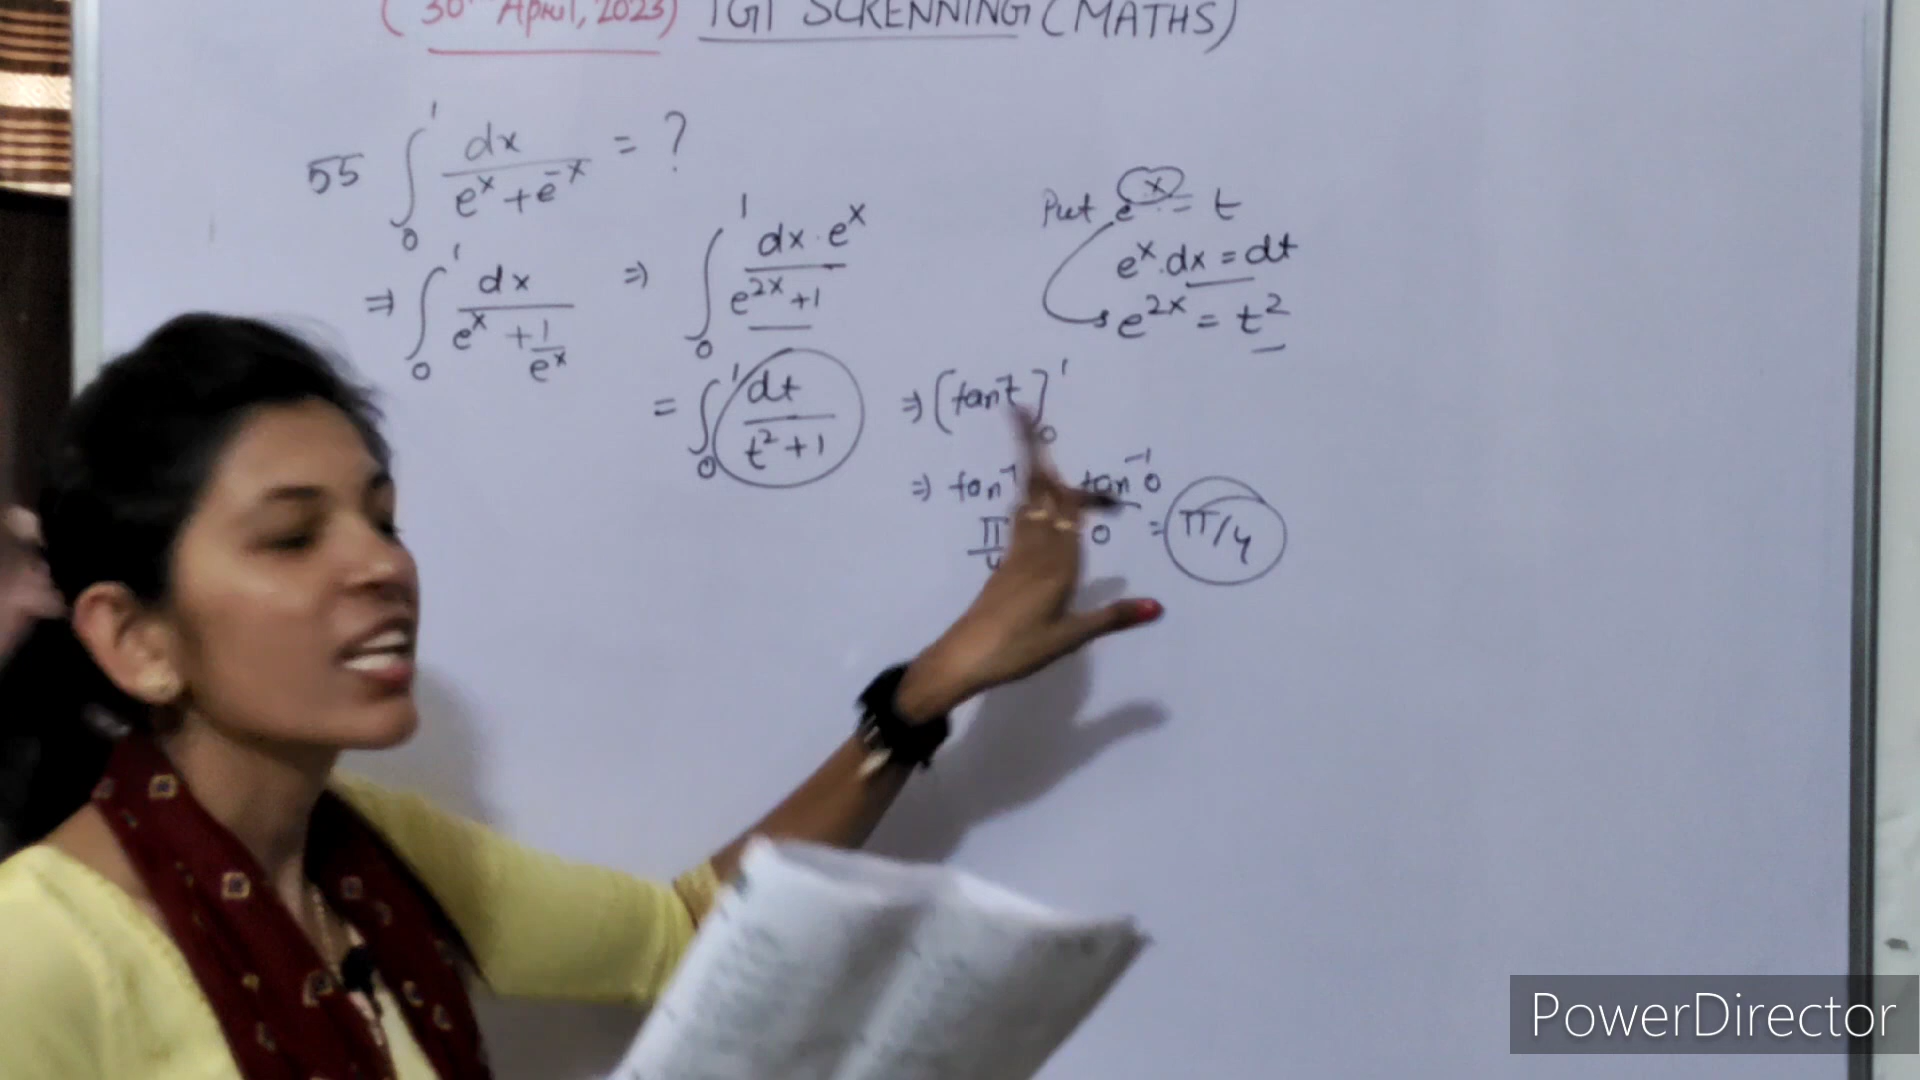 (30th April, 2023) TGT SCREENNING (MATHS)
55 ∫₀¹ dx / (eˣ + e⁻ˣ) = ?
⇒ ∫₀¹ dx / (eˣ + 1/eˣ) ⇒ ∫₀¹ dx·eˣ / (e²ˣ + 1)
Put eˣ = t
eˣ.dx = dt
e²ˣ = t²
= ∫₀¹ dt / (t² + 1) ⇒ [tan⁻¹t]₀¹
⇒ tan⁻¹ tan⁻¹0
π/4 0 = π/4
PowerDirector